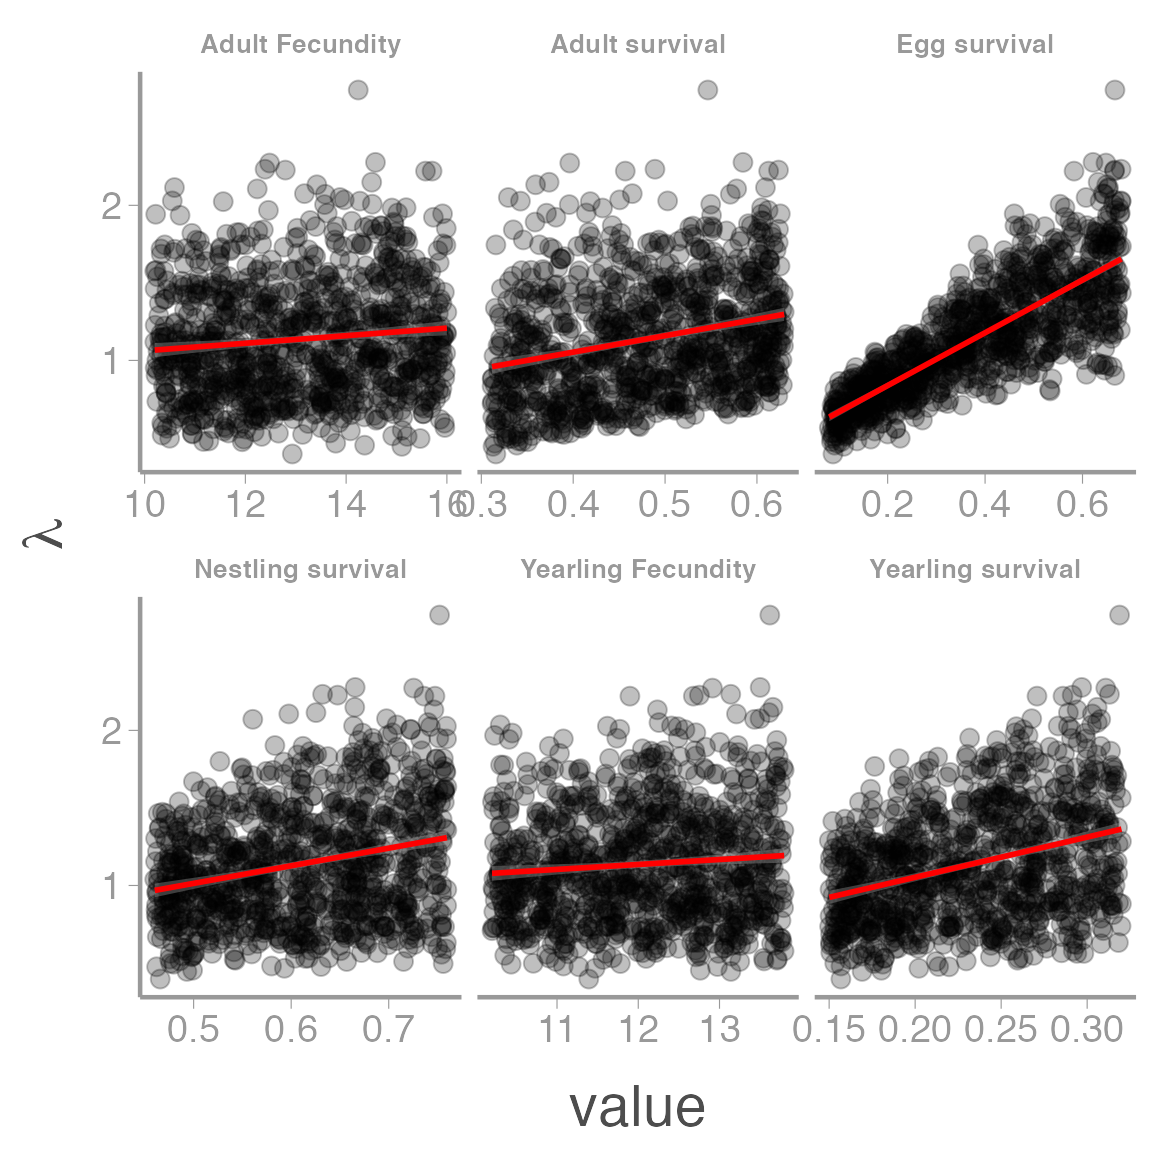 Adult Fecundity Adult survival Egg survival
2
1
10 12 14 16 0.3 0.4 0.5 0.6 0.2 0.4 0.6
λ
Nestling survival Yearling Fecundity Yearling survival
2
1
0.5 0.6 0.7 11 12 13 0.15 0.20 0.25 0.30
value